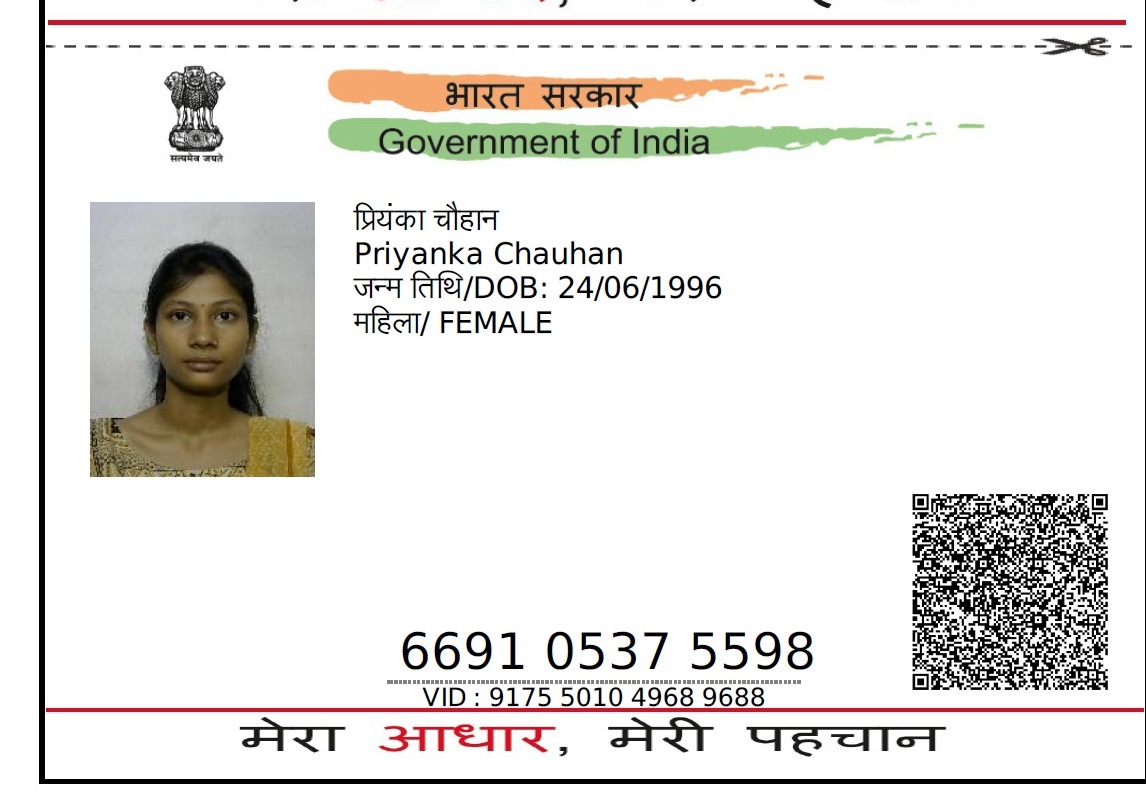 सत्यमेव जयते
भारत सरकार
Government of India
प्रियंका चौहान
Priyanka Chauhan
जन्म तिथि/DOB: 24/06/1996
महिला/ FEMALE
6691 0537 5598
VID : 9175 5010 4968 9688
मेरा आधार, मेरी पहचान